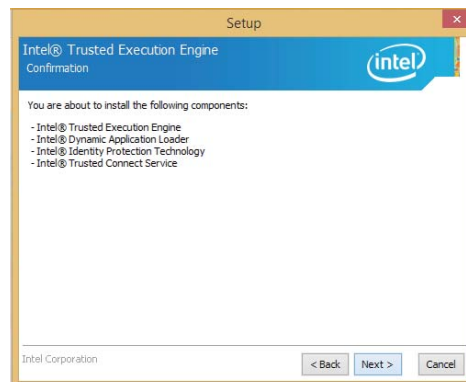 Setup
Intel® Trusted Execution Engine
Confirmation
intel
You are about to install the following components:
- Intel® Trusted Execution Engine
- Intel® Dynamic Application Loader
- Intel® Identity Protection Technology
- Intel® Trusted Connect Service
Intel Corporation
< Back Next > Cancel